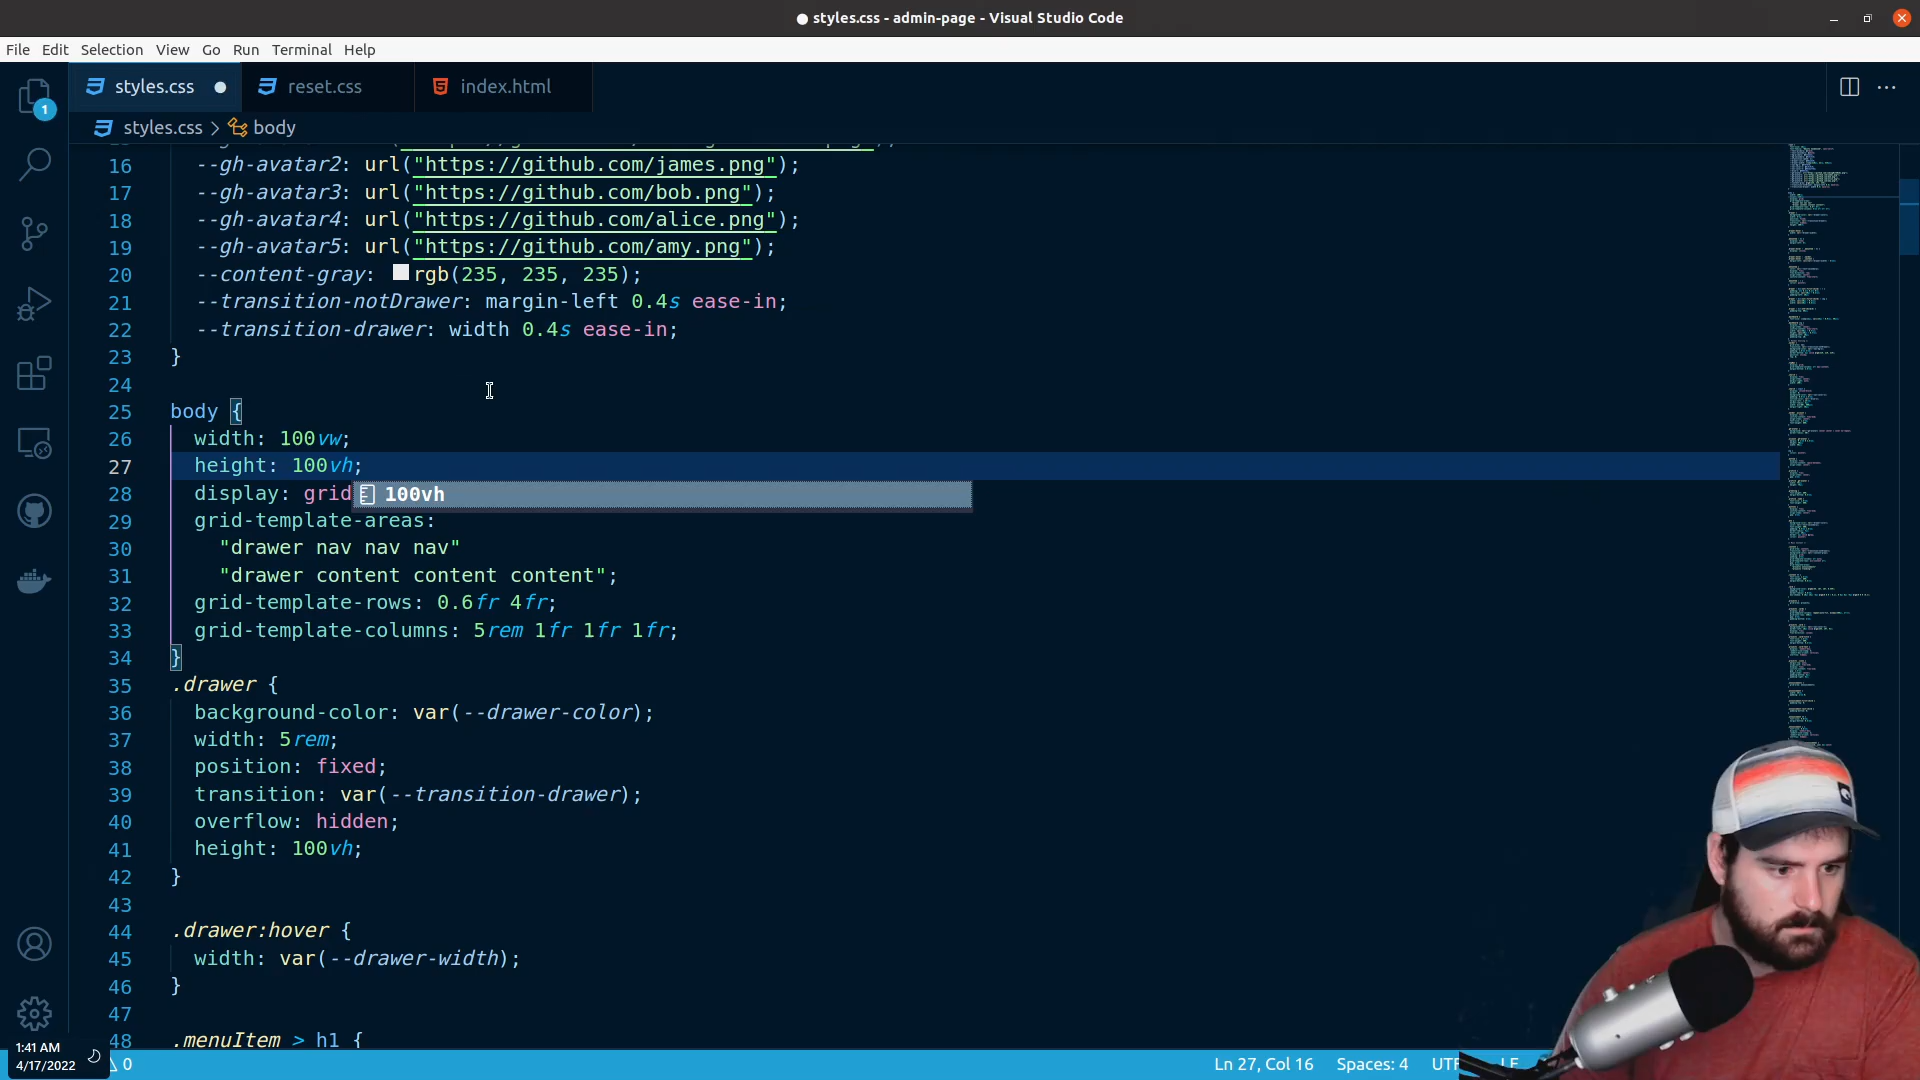 styles.css - admin-page - Visual Studio Code
File Edit Selection View Go Run Terminal Help
styles.css reset.css index.html
1
styles.css > body
16 --gh-avatar2: url("https://github.com/james.png");
17 --gh-avatar3: url("https://github.com/bob.png");
18 --gh-avatar4: url("https://github.com/alice.png");
19 --gh-avatar5: url("https://github.com/amy.png");
20 --content-gray: rgb(235, 235, 235);
21 --transition-notDrawer: margin-left 0.4s ease-in;
22 --transition-drawer: width 0.4s ease-in;
23 }
24
25 body {
26 width: 100vw;
27 height: 100vh;
28 display: grid 100vh
29 grid-template-areas:
30 "drawer nav nav nav"
31 "drawer content content content";
32 grid-template-rows: 0.6fr 4fr;
33 grid-template-columns: 5rem 1fr 1fr 1fr;
34 }
35 .drawer {
36 background-color: var(--drawer-color);
37 width: 5rem;
38 position: fixed;
39 transition: var(--transition-drawer);
40 overflow: hidden;
41 height: 100vh;
42 }
43
44 .drawer:hover {
45 width: var(--drawer-width);
46 }
47
48 .menuItem > h1 {
1:41 AM
4/17/2022
0 Ln 27, Col 16 Spaces: 4 UTF LF